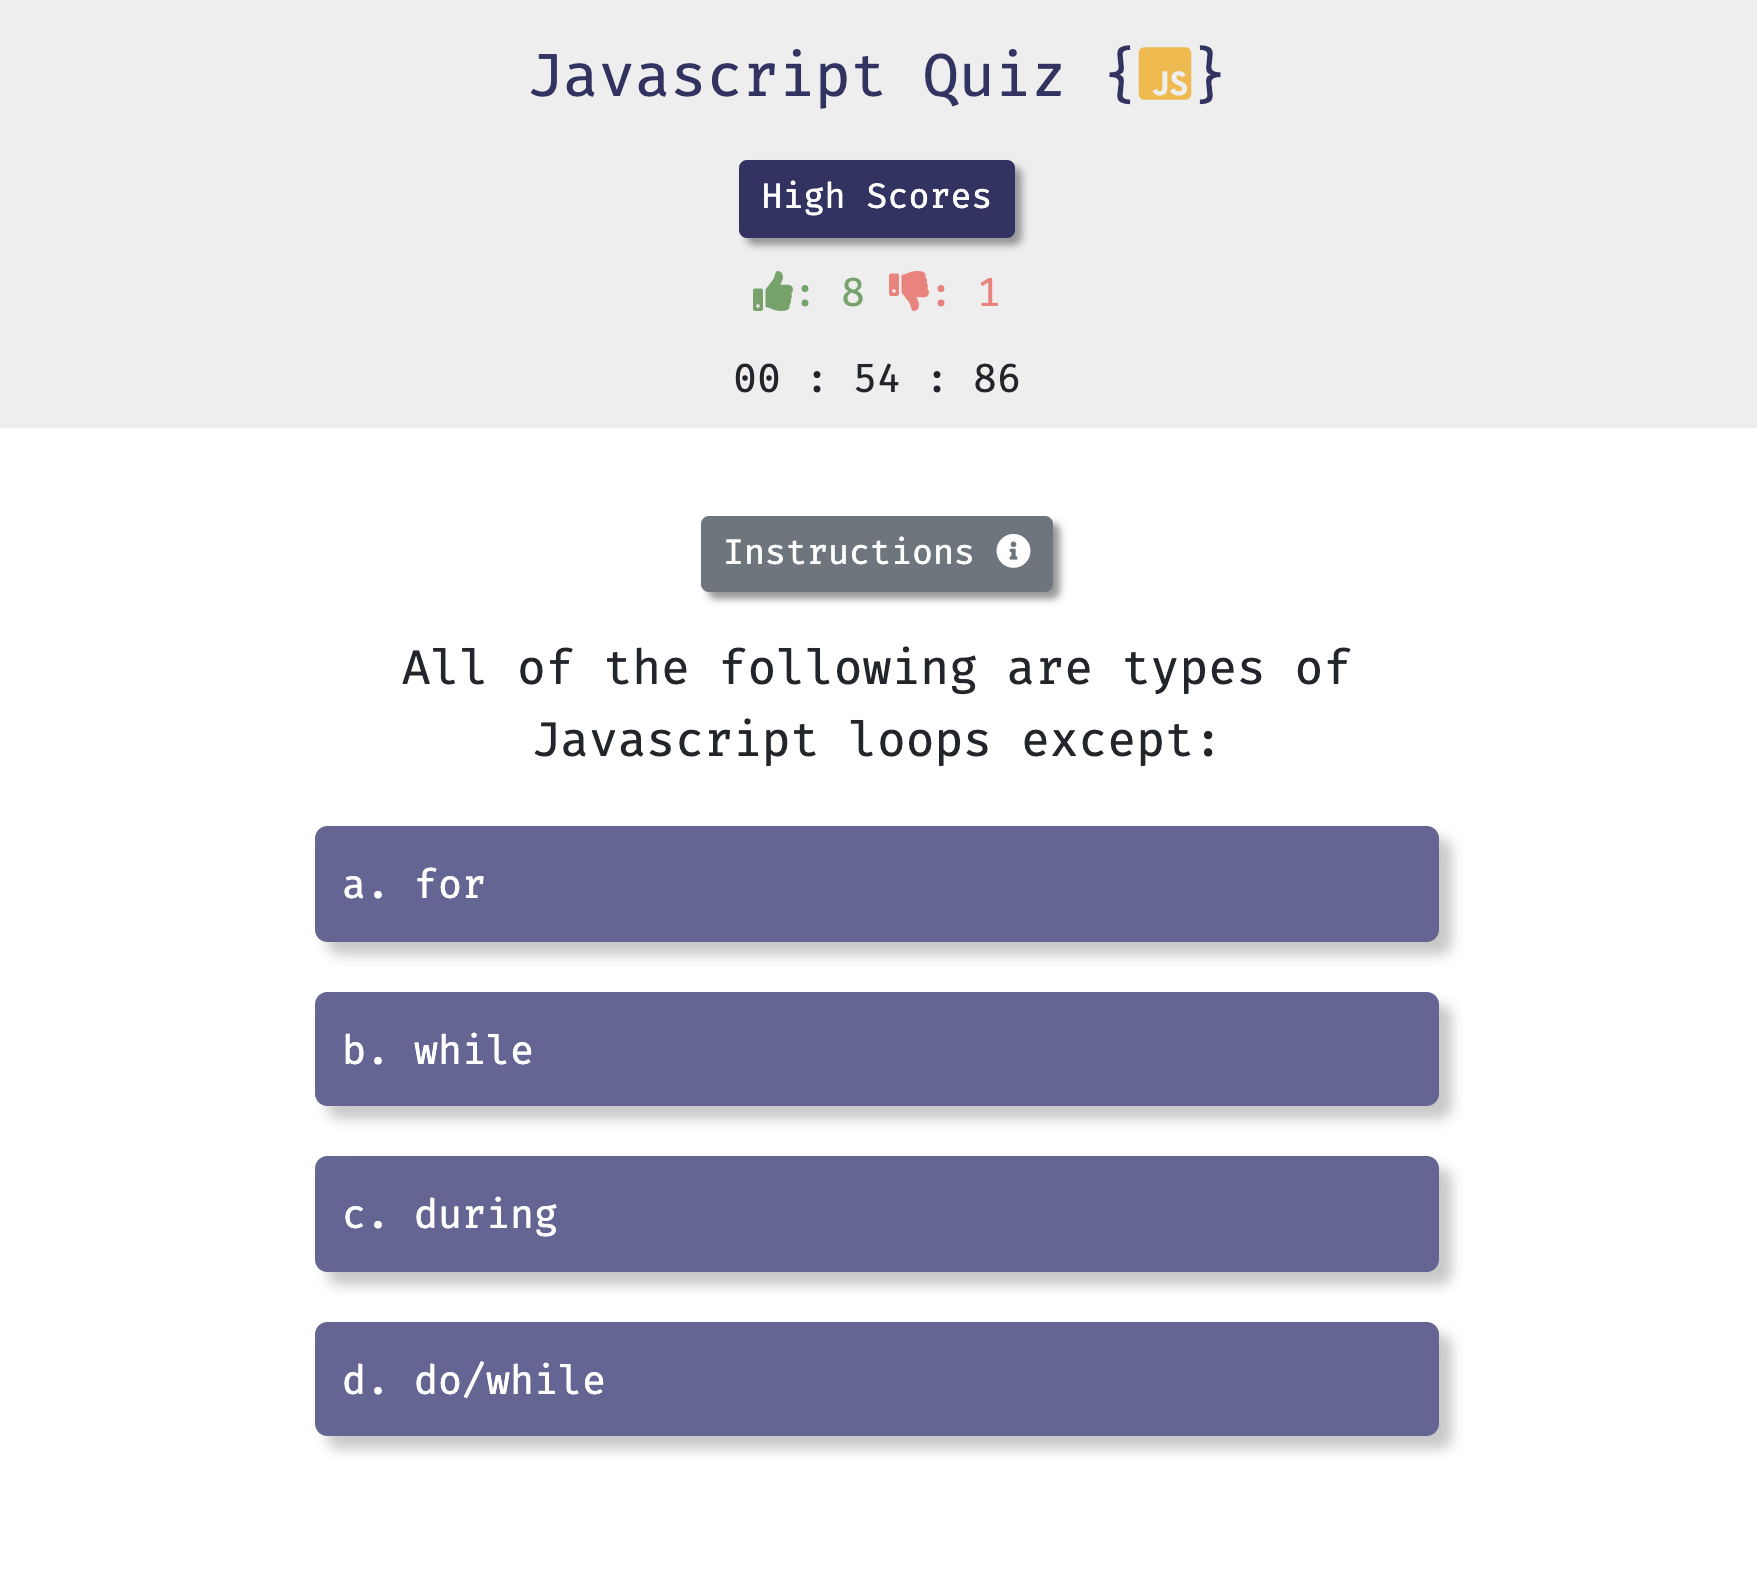 Javascript Quiz {JS}
High Scores
: 8 : 1
00 : 54 : 86
Instructions
All of the following are types of
Javascript loops except:
a. for
b. while
c. during
d. do/while